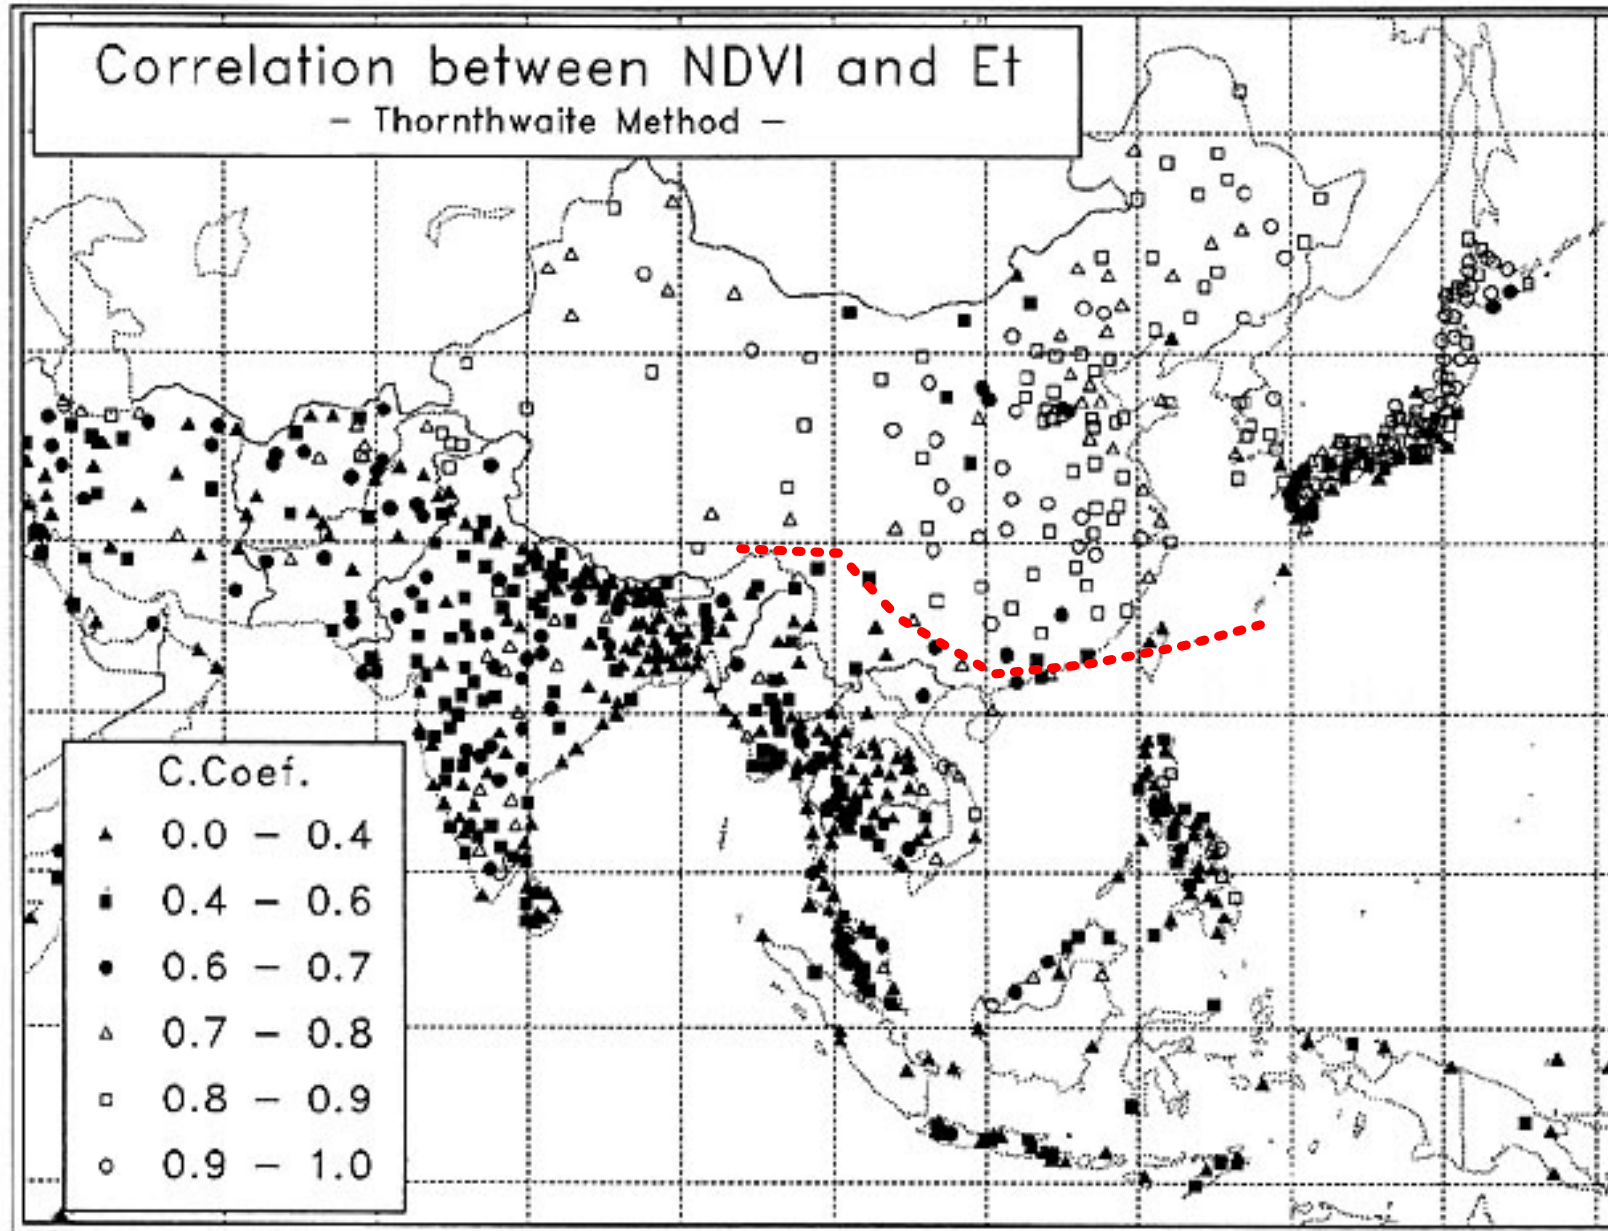 Correlation between NDVI and Et
– Thornthwaite Method –
C.Coef.
0.0 – 0.4
0.4 – 0.6
0.6 – 0.7
0.7 – 0.8
0.8 – 0.9
0.9 – 1.0